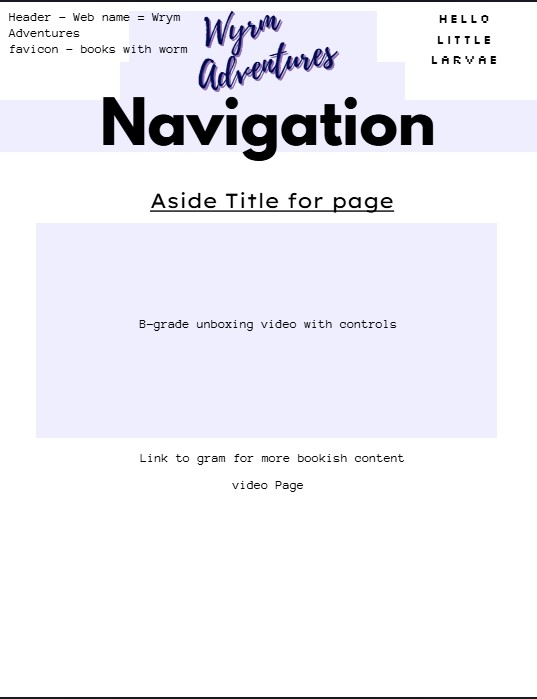 Header - Web name = Wrym
Adventures
favicon - books with worm
Wyrm
Adventures
HELLO
LITTLE
LARVAE
Navigation
Aside Title for page
B-grade unboxing video with controls
Link to gram for more bookish content
video Page